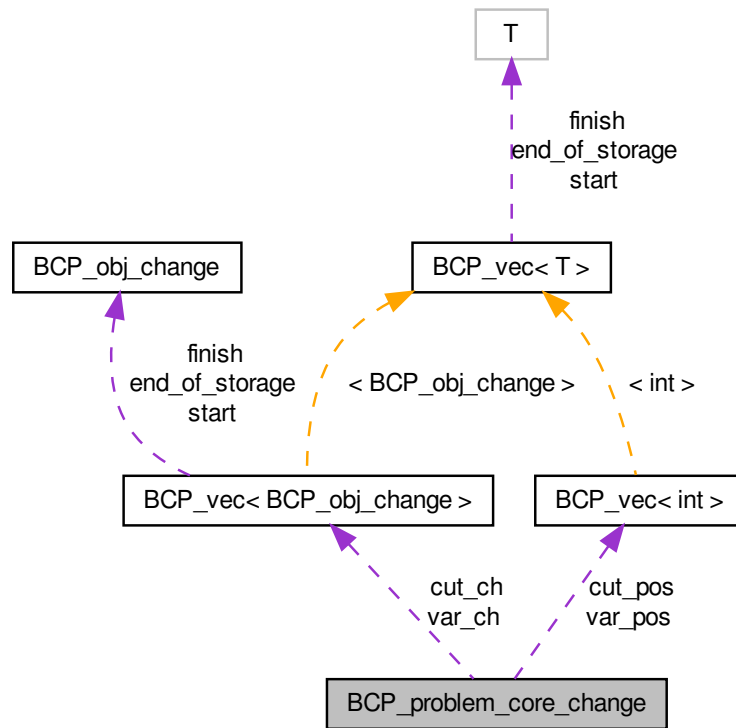 T
finish
end_of_storage
start
BCP_obj_change
BCP_vec< T >
finish
end_of_storage
start
< BCP_obj_change >
< int >
BCP_vec< BCP_obj_change >
BCP_vec< int >
cut_ch
var_ch
cut_pos
var_pos
BCP_problem_core_change